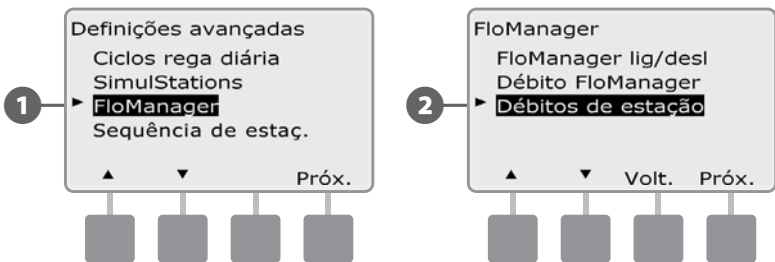 Definições avançadas
Ciclos rega diária
SimulStations
FloManager
Sequência de estaç.
Próx.
1
FloManager
FloManager lig/desl
Débito FloManager
Débitos de estação
Volt. Próx.
2